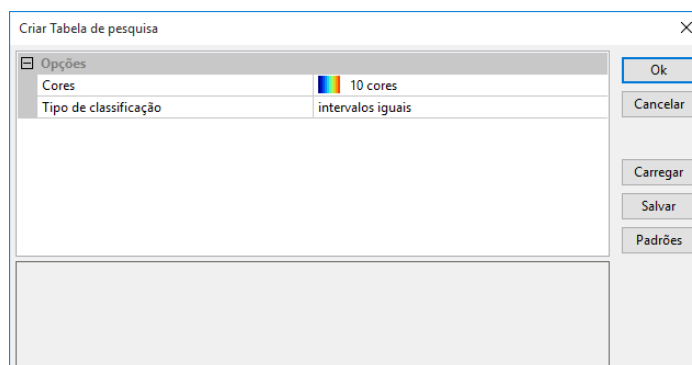 Criar Tabela de pesquisa
Opções
Cores 10 cores
Tipo de classificação intervalos iguais
Ok
Cancelar
Carregar
Salvar
Padrões